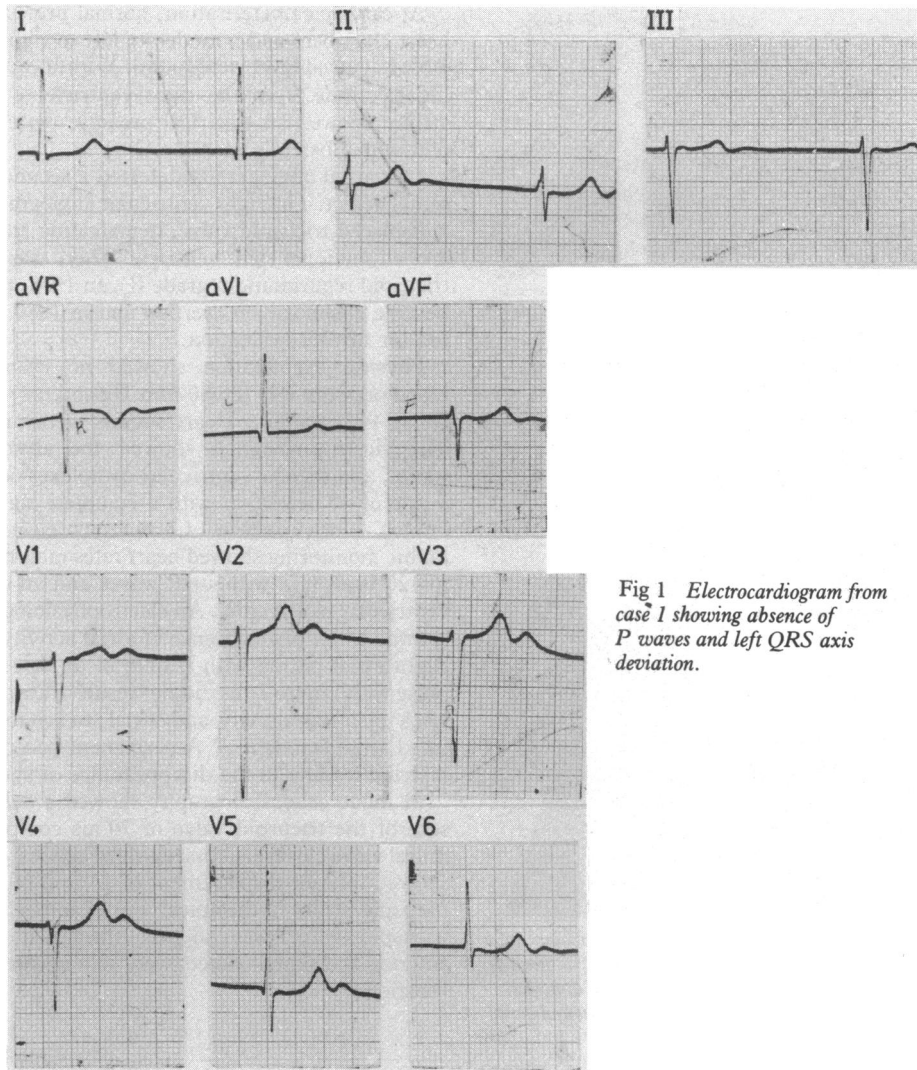 I II III
aVR aVL aVF
R L F
V1 V2 V3
Fig 1 Electrocardiogram from
case 1 showing absence of
P waves and left QRS axis
deviation.
V4 V5 V6